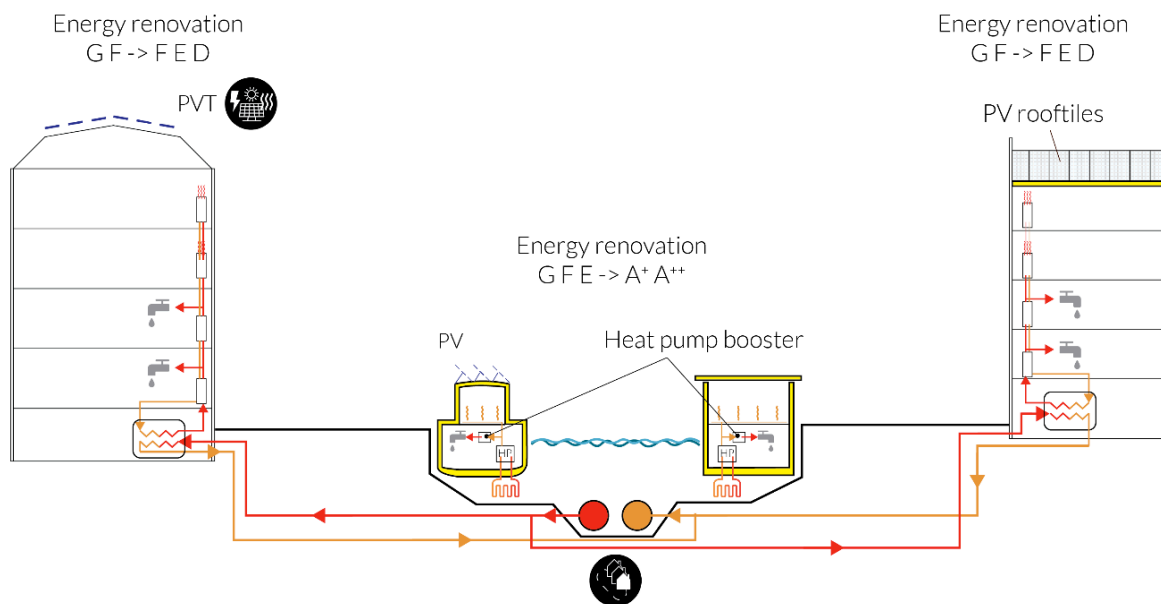 Energy renovation
G F -> F E D
PVT
Energy renovation
G F -> F E D
PV rooftiles
Energy renovation
G F E -> A⁺ A⁺⁺
PV
Heat pump booster
HP
HP